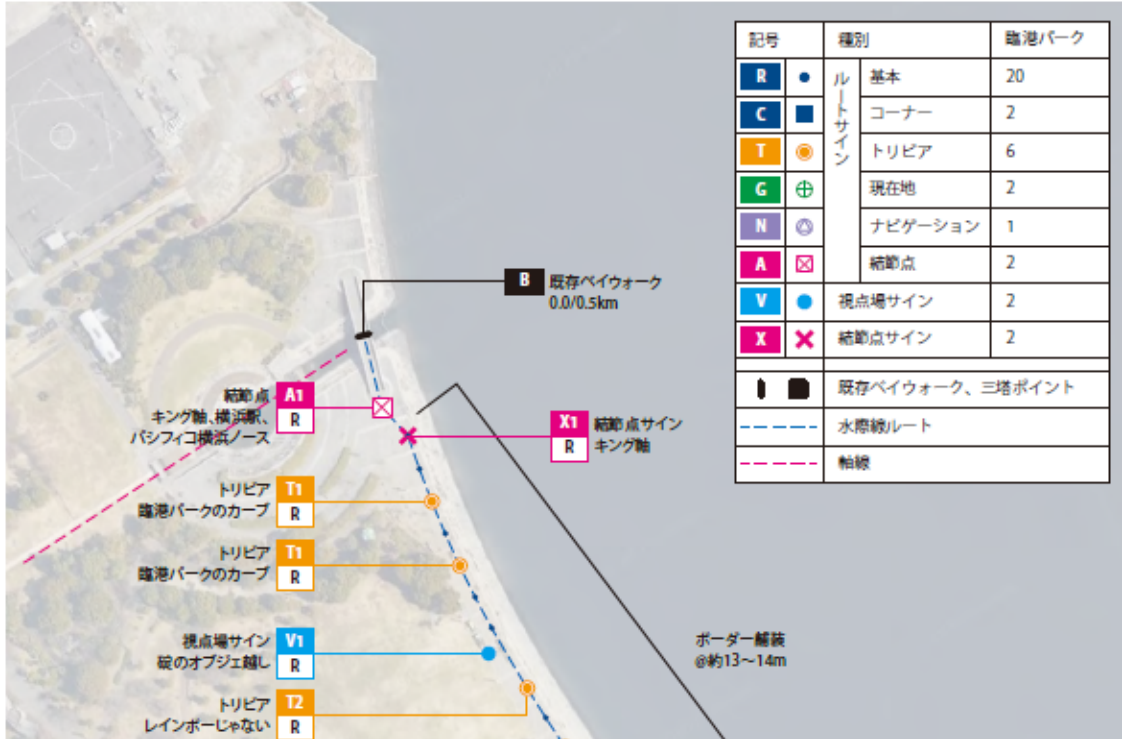 記号 種別 臨港パーク
R ルートサイン 基本 20
C コーナー 2
T トリビア 6
G 現在地 2
N ナビゲーション 1
A 結節点 2
V 視点場サイン 2
X 結節点サイン 2
既存ベイウォーク、三塔ポイント
水際線ルート
軸線
B 既存ベイウォーク
0.0/0.5km
結節点 A1
キング軸、横浜駅、 R
パシフィコ横浜ノース
X1 結節点サイン
R キング軸
トリビア T1
臨港パークのカーブ R
トリビア T1
臨港パークのカーブ R
視点場サイン V1
碇のオブジェ越し R
ボーダー舗装
@約13〜14m
トリビア T2
レインボーじゃない R